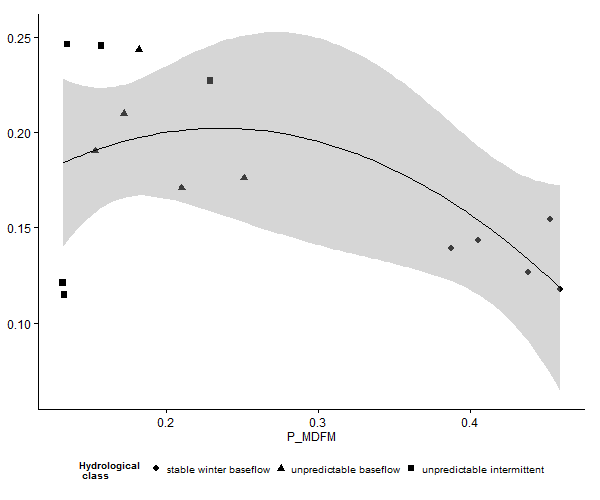 0.25
0.20
0.15
0.10
0.2 0.3 0.4
P_MDFM
Hydrological
class
stable winter baseflow unpredictable baseflow unpredictable intermittent